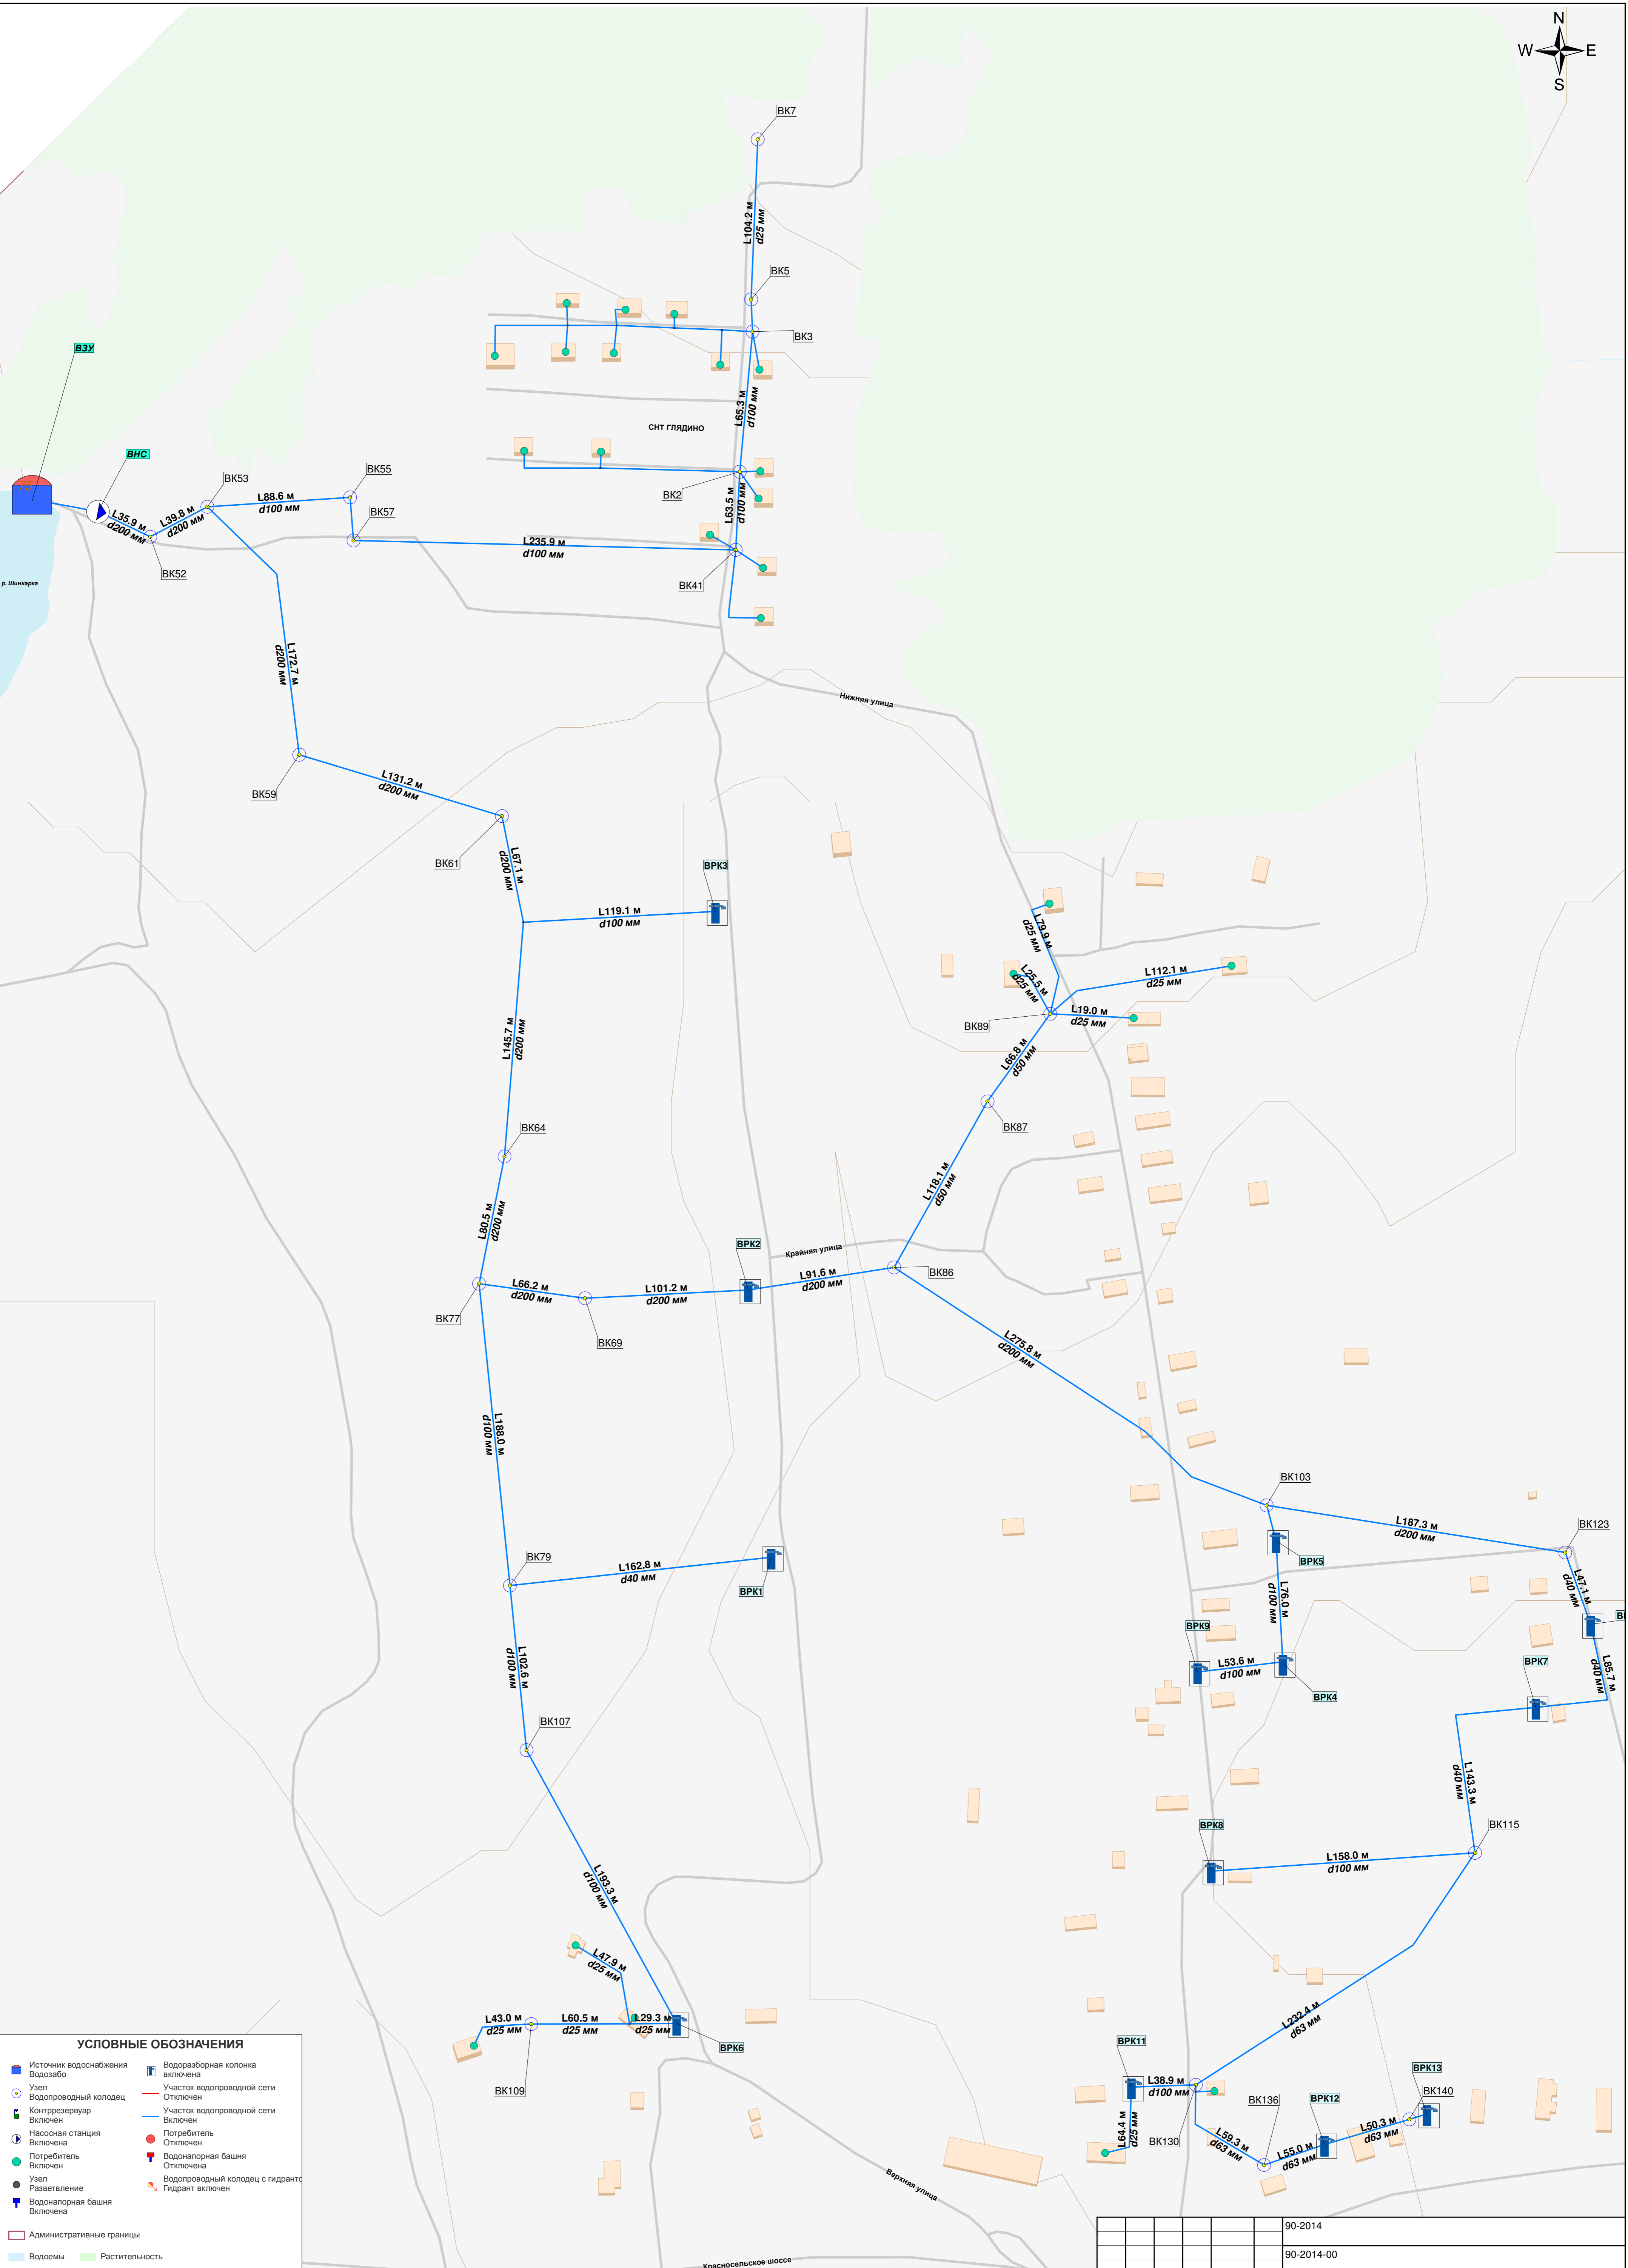 N
W E
S
ВК7
L104.2 м
d25 мм
ВК5
ВК3
ВЗУ
L65.3 м
d100 мм
СНТ ГЛЯДИНО
ВНС
ВК53
ВК55
L88.6 м
d100 мм
ВК2
L35.9 м
d200 мм
L39.8 м
d200 мм
ВК57
L63.5 м
d100 мм
L235.9 м
d100 мм
ВК52
ВК41
р. Шинкарка
L172.7 м
d200 мм
Нижняя улица
L131.2 м
d200 мм
ВК59
ВК61
L67.1 м
d200 мм
ВРК3
L119.1 м
d100 мм
L79.9 м
d25 мм
L25.5 м
d25 мм
L112.1 м
d25 мм
L19.0 м
d25 мм
ВК89
L145.7 м
d200 мм
L66.8 м
d50 мм
ВК64
ВК87
L118.1 м
d50 мм
L80.5 м
d200 мм
ВРК2
Крайняя улица
ВК86
L66.2 м
d200 мм
L101.2 м
d200 мм
L91.6 м
d200 мм
ВК77
ВК69
L275.8 м
d200 мм
L188.0 м
d100 мм
ВК103
L187.3 м
d200 мм
ВК123
ВК79
L162.8 м
d40 мм
ВРК1
ВРК5
L47.1 м
d40 мм
L76.0 м
d100 мм
ВРК9
L53.6 м
d100 мм
ВРК4
ВРК7
L85.7 м
d40 мм
L102.6 м
d100 мм
ВК107
L143.3 м
d40 мм
ВРК8
ВК115
L158.0 м
d100 мм
L193.3 м
d100 мм
L47.9 м
d25 мм
L43.0 м
d25 мм
L60.5 м
d25 мм
L29.3 м
d25 мм
ВРК6
ВК109
L232.4 м
d63 мм
ВРК11
L38.9 м
d100 мм
L64.4 м
d25 мм
ВК130
L59.3 м
d63 мм
ВК136
ВРК12
L55.0 м
d63 мм
L50.3 м
d63 мм
ВРК13
ВК140
Верхняя улица
Красносельское шоссе
УСЛОВНЫЕ ОБОЗНАЧЕНИЯ
Источник водоснабжения
Водозабо
Узел
Водопроводный колодец
Контррезервуар
Включен
Насосная станция
Включена
Потребитель
Включен
Узел
Разветвление
Водонапорная башня
Включена
Водоразборная колонка
включена
Участок водопроводной сети
Отключен
Участок водопроводной сети
Включен
Потребитель
Отключен
Водонапорная башня
Отключена
Водопроводный колодец с гидранто
Гидрант включен
Административные границы
Водоемы
Растительность
90-2014
90-2014-00